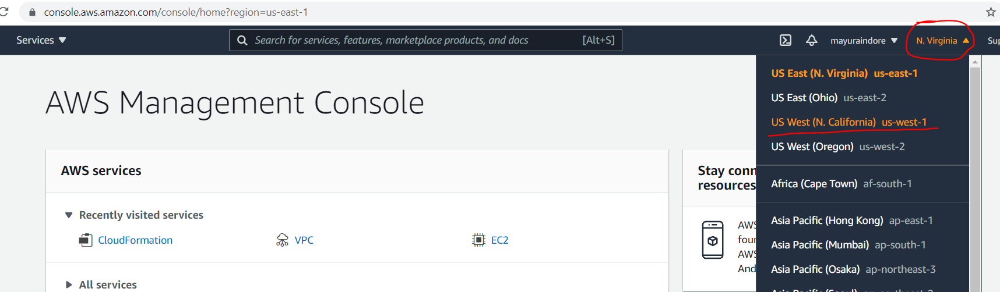 console.aws.amazon.com/console/home?region=us-east-1
Services
Search for services, features, marketplace products, and docs [Alt+S]
mayuraindore
N. Virginia
AWS Management Console
US East (N. Virginia) us-east-1
US East (Ohio) us-east-2
US West (N. California) us-west-1
US West (Oregon) us-west-2
Africa (Cape Town) af-south-1
Asia Pacific (Hong Kong) ap-east-1
Asia Pacific (Mumbai) ap-south-1
Asia Pacific (Osaka) ap-northeast-3
AWS services
Recently visited services
CloudFormation
VPC
EC2
All services
Stay conn
resources
AWS
four
AWS
And